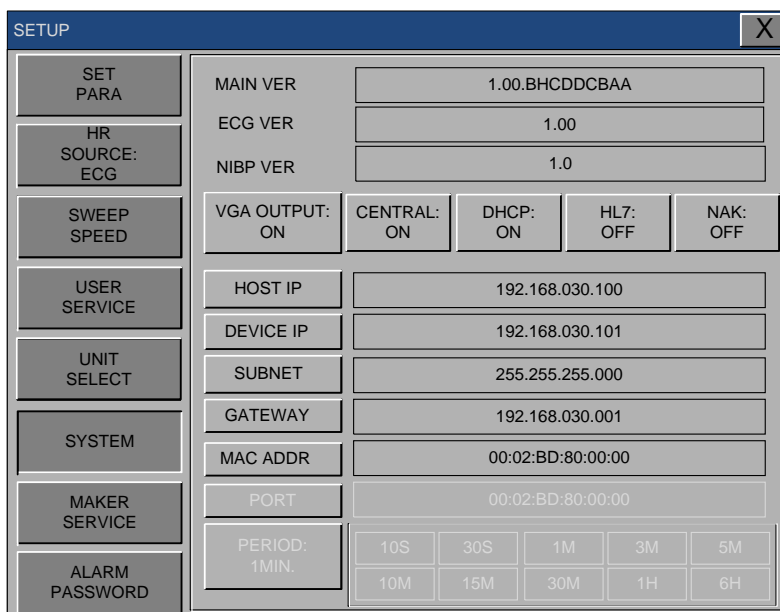 SETUP
X
SET
PARA
HR
SOURCE:
ECG
SWEEP
SPEED
USER
SERVICE
UNIT
SELECT
SYSTEM
MAKER
SERVICE
ALARM
PASSWORD
MAIN VER 1.00.BHCDDCBAA
ECG VER 1.00
NIBP VER 1.0
VGA OUTPUT:
ON
CENTRAL:
ON
DHCP:
ON
HL7:
OFF
NAK:
OFF
HOST IP 192.168.030.100
DEVICE IP 192.168.030.101
SUBNET 255.255.255.000
GATEWAY 192.168.030.001
MAC ADDR 00:02:BD:80:00:00
PORT 00:02:BD:80:00:00
PERIOD:
1MIN.
10S 30S 1M 3M 5M
10M 15M 30M 1H 6H